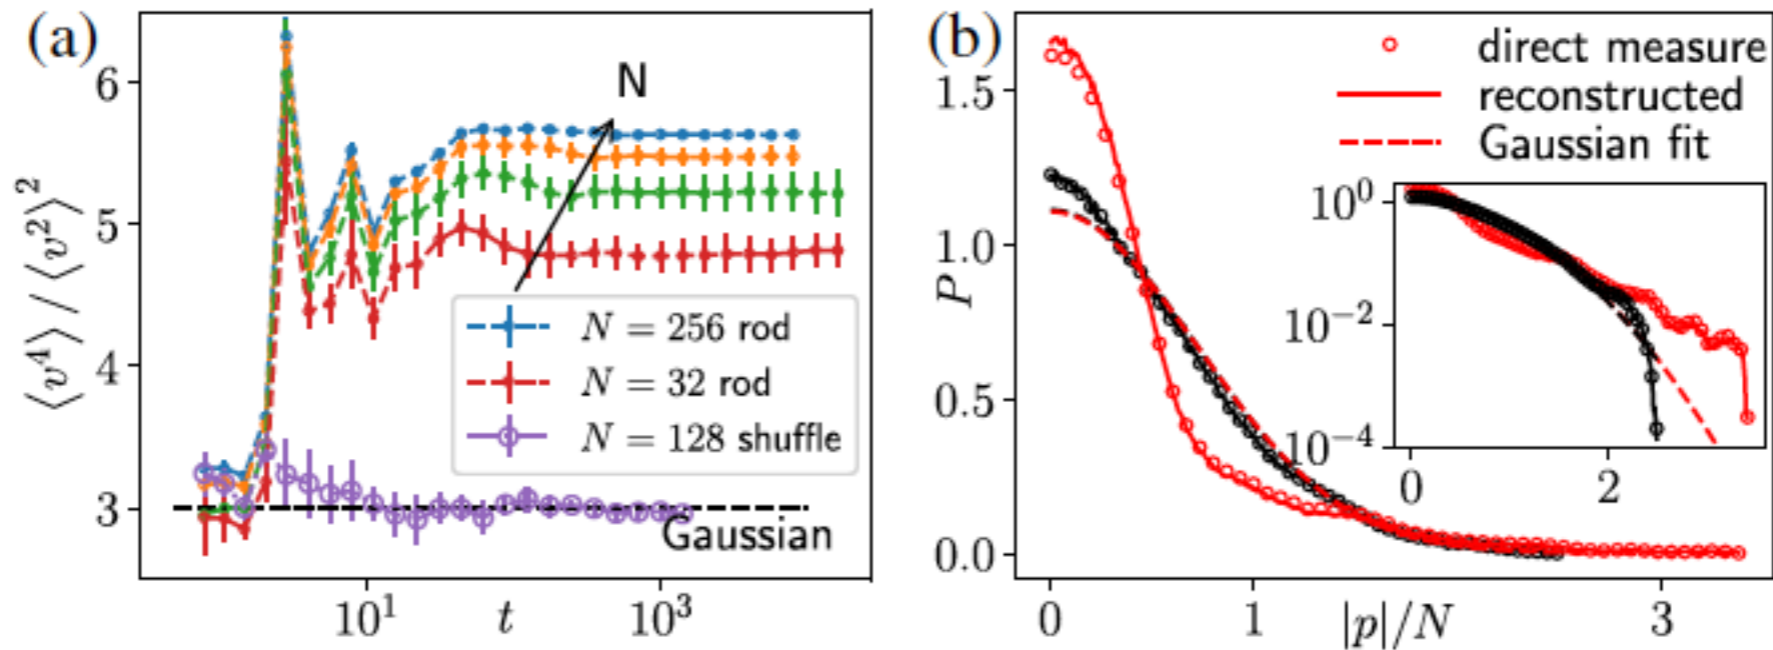 (a)
6
5
4
3
⟨v⁴⟩ / ⟨v²⟩²
N
N = 256 rod
N = 32 rod
N = 128 shuffle
Gaussian
10¹
t
10³
(b)
1.5
1.0
0.5
0.0
P
direct measure
reconstructed
Gaussian fit
10⁰
10⁻²
10⁻⁴
0
2
0
1
|p|/N
3